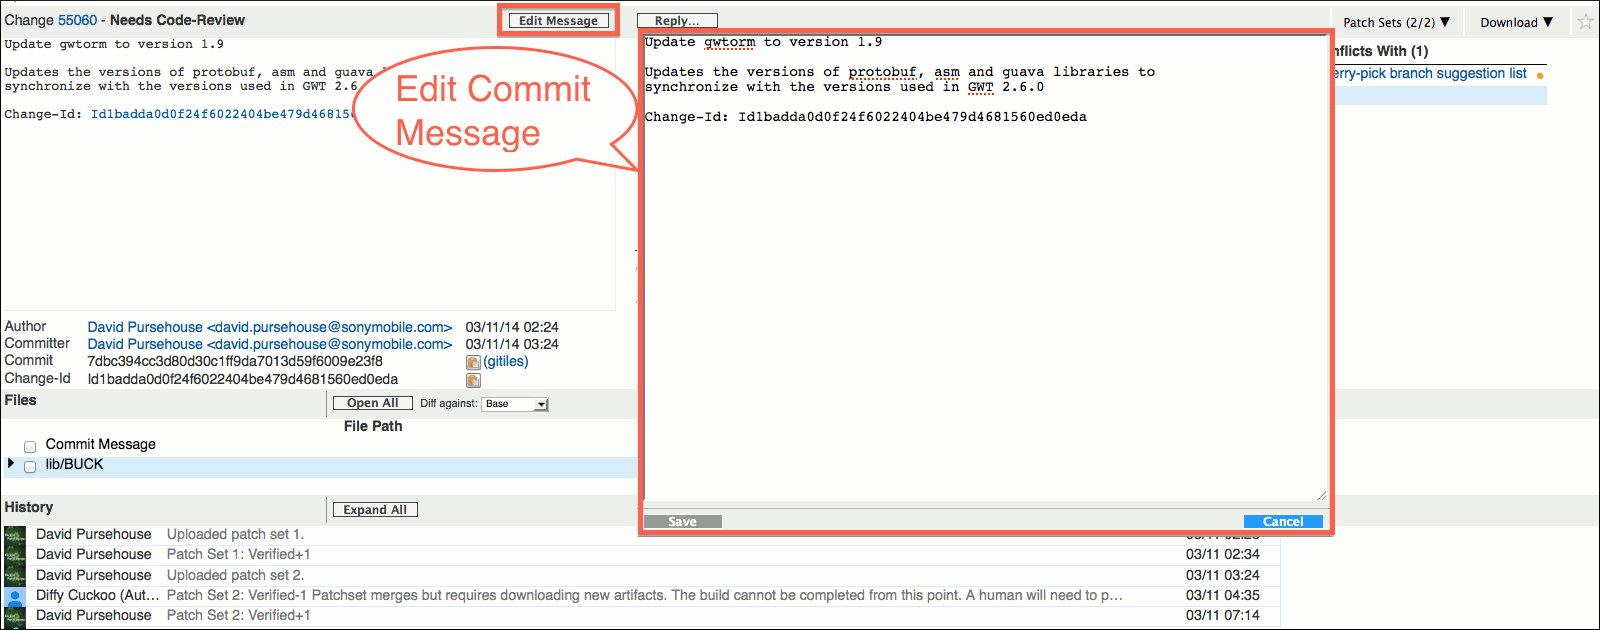 Change 55060 - Needs Code-Review Edit Message Reply... Patch Sets (2/2) ▼ Download ▼
Update gwtorm to version 1.9
Updates the versions of protobuf, asm and guava
synchronize with the versions used in GWT 2.6
Change-Id: Id1badda0d0f24f6022404be479d46815
Edit Commit
Message
Update gwtorm to version 1.9
Updates the versions of protobuf, asm and guava libraries to
synchronize with the versions used in GWT 2.6.0
Change-Id: Id1badda0d0f24f6022404be479d4681560ed0eda
Save Cancel
nflicts With (1)
erry-pick branch suggestion list
Author David Pursehouse <david.pursehouse@sonymobile.com> 03/11/14 02:24
Committer David Pursehouse <david.pursehouse@sonymobile.com> 03/11/14 03:24
Commit 7dbc394cc3d80d30c1ff9da7013d59f6009e23f8 (gitiles)
Change-Id Id1badda0d0f24f6022404be479d4681560ed0eda
Files Open All Diff against: Base
File Path
Commit Message
lib/BUCK
History Expand All
David Pursehouse Uploaded patch set 1.
David Pursehouse Patch Set 1: Verified+1 03/11 02:34
David Pursehouse Uploaded patch set 2. 03/11 03:24
Diffy Cuckoo (Aut... Patch Set 2: Verified-1 Patchset merges but requires downloading new artifacts. The build cannot be completed from this point. A human will need to p... 03/11 04:35
David Pursehouse Patch Set 2: Verified+1 03/11 07:14